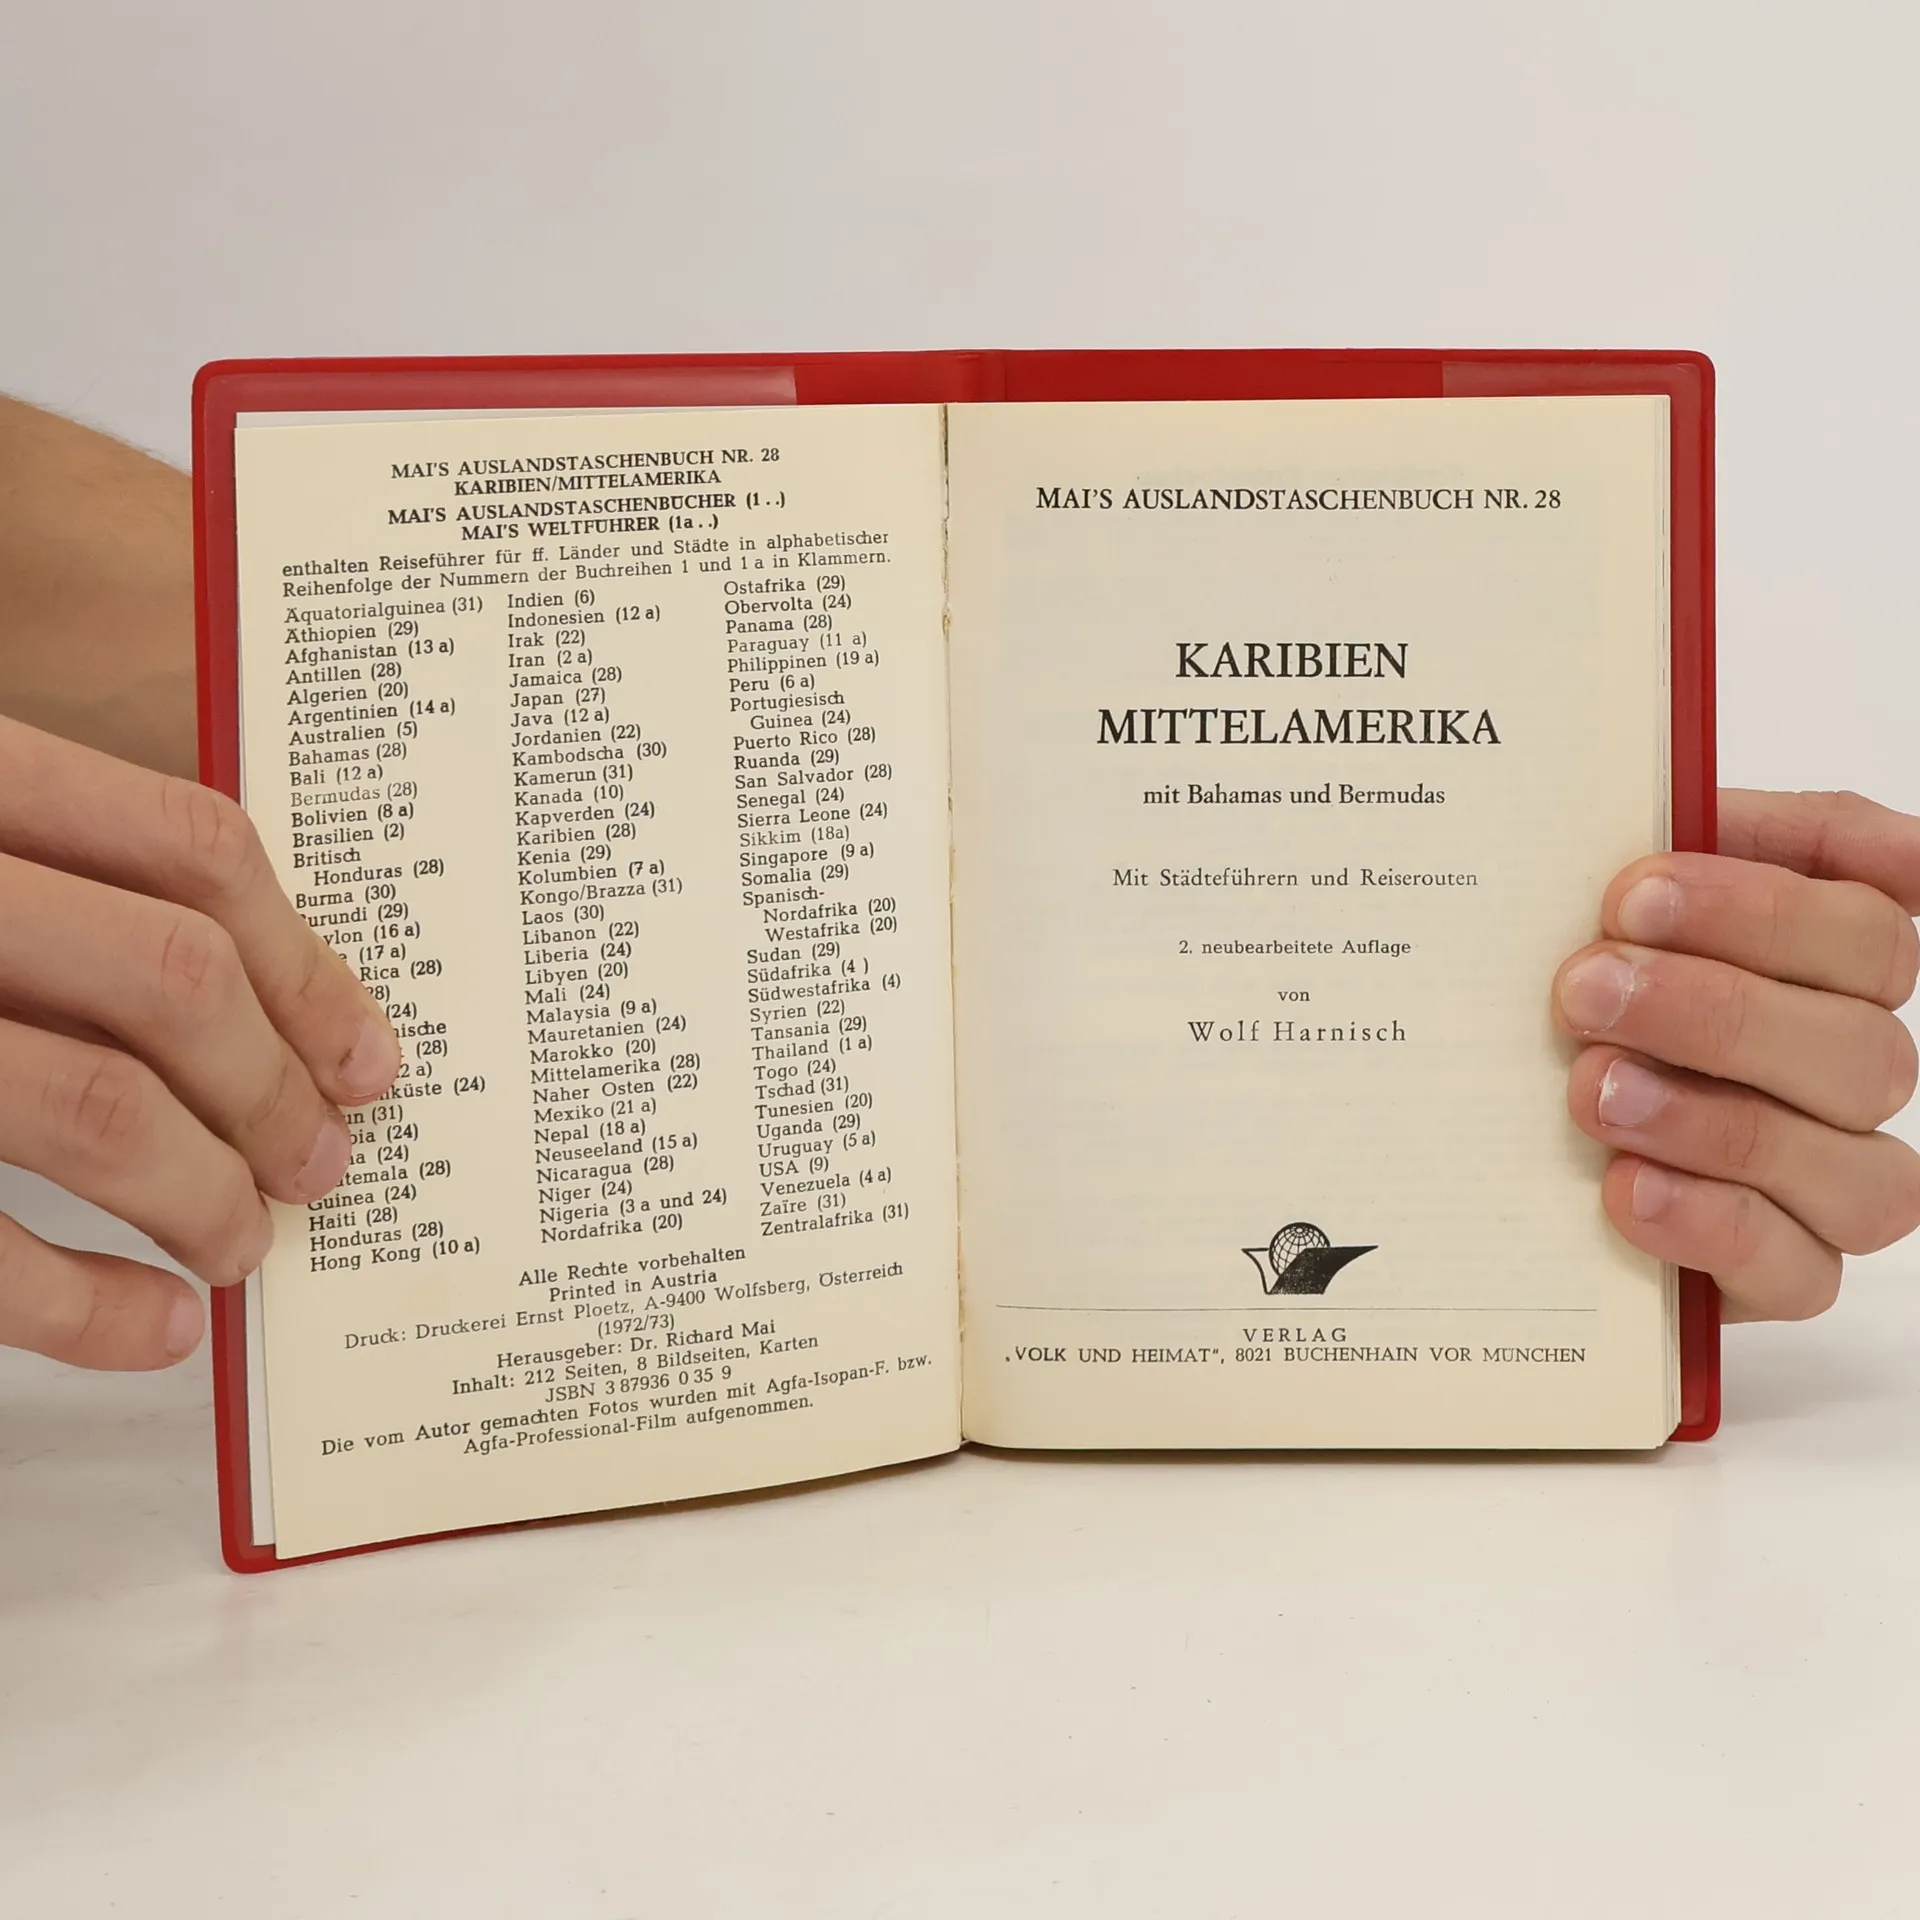 MAI'S AUSLANDSTASCHENBUCH NR. 28
KARIBIEN/MITTELAMERIKA
MAI'S AUSLANDSTASCHENBÜCHER (1 . .)
MAI'S WELTFÜHRER (1a . .)
enthalten Reiseführer für ff. Länder und Städte in alphabetischer
Reihenfolge der Nummern der Buchreihen 1 und 1 a in Klammern.
Äquatorialguinea (31)
Äthiopien (29)
Afghanistan (13 a)
Antillen (28)
Algerien (20)
Argentinien (14 a)
Australien (5)
Bahamas (28)
Bali (12 a)
Bermudas (28)
Bolivien (8 a)
Brasilien (2)
Britisch
Honduras (28)
Burma (30)
(29)
(16 a)
(17 a)
Rica (28)
(24)
(28)
(24)
(31)
(24)
(24)
(28)
Guinea (24)
Haiti (28)
Honduras (28)
Hong Kong (10 a)
Indien (6)
Indonesien (12 a)
Irak (22)
Iran (2 a)
Jamaica (28)
Japan (27)
Java (12 a)
Jordanien (22)
Kambodscha (30)
Kamerun (31)
Kanada (10)
Kapverden (24)
Karibien (28)
Kenia (29)
Kolumbien (7 a)
Kongo/Brazza (31)
Laos (30)
Libanon (22)
Liberia (24)
Libyen (20)
Mali (24)
Malaysia (9 a)
Mauretanien (24)
Marokko (20)
Mittelamerika (28)
Naher Osten (22)
Mexiko (21 a)
Nepal (18 a)
Neuseeland (15 a)
Nicaragua (28)
Niger (24)
Nigeria (3 a und 24)
Nordafrika (20)
Ostafrika (29)
Obervolta (24)
Panama (28)
Paraguay (11 a)
Philippinen (19 a)
Peru (6 a)
Portugiesisch
Guinea (24)
Puerto Rico (28)
Ruanda (29)
San Salvador (28)
Senegal (24)
Sierra Leone (24)
Sikkim (18a)
Singapore (9 a)
Somalia (29)
Spanisch-
Nordafrika (20)
Westafrika (20)
Sudan (29)
Südafrika (4 )
Südwestafrika (4)
Syrien (22)
Tansania (29)
Thailand (1 a)
Togo (24)
Tschad (31)
Tunesien (20)
Uganda (29)
Uruguay (5 a)
USA (9)
Venezuela (4 a)
Zaïre (31)
Zentralafrika (31)
Alle Rechte vorbehalten
Printed in Austria
Druck: Druckerei Ernst Ploetz, A-9400 Wolfsberg, Österreich
(1972/73)
Herausgeber: Dr. Richard Mai
Inhalt: 212 Seiten, 8 Bildseiten, Karten
JSBN 3 87936 0 35 9
Die vom Autor gemachten Fotos wurden mit Agfa-Isopan-F. bzw.
Agfa-Professional-Film aufgenommen.
MAI'S AUSLANDSTASCHENBUCH NR. 28
KARIBIEN
MITTELAMERIKA
mit Bahamas und Bermudas
Mit Städteführern und Reiserouten
2. neubearbeitete Auflage
von
Wolf Harnisch
VERLAG
„VOLK UND HEIMAT", 8021 BUCHENHAIN VOR MÜNCHEN